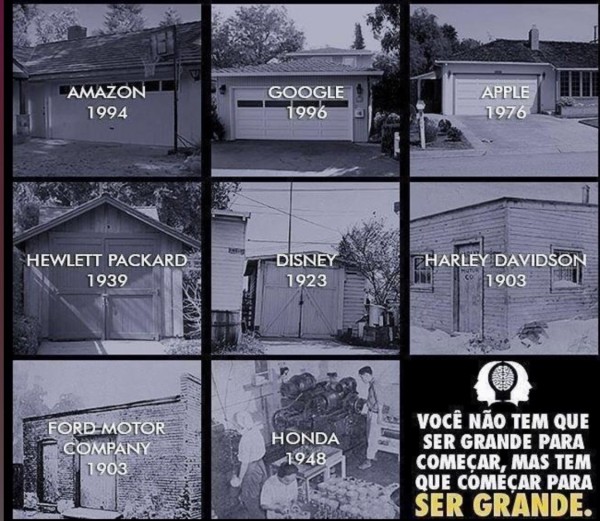 AMAZON
1994
GOOGLE
1996
APPLE
1976
HEWLETT PACKARD
1939
DISNEY
1923
HARLEY DAVIDSON
1903
FORD MOTOR
COMPANY
1903
HONDA
1948
VOCÊ NÃO TEM QUE
SER GRANDE PARA
COMEÇAR, MAS TEM
QUE COMEÇAR PARA
SER GRANDE.